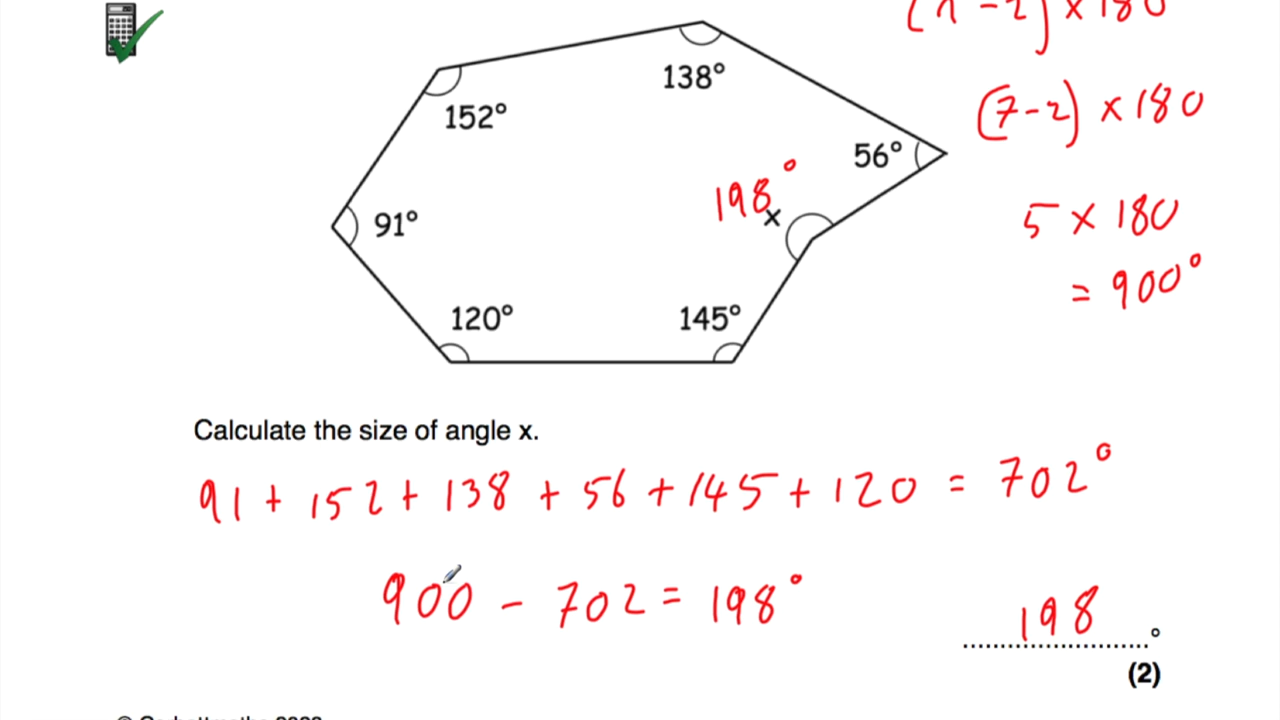 (n-2) × 180
138°
152°
(7-2) × 180
56°
198°
x
91°
5 × 180
= 900°
120°
145°
Calculate the size of angle x.
91 + 152 + 138 + 56 + 145 + 120 = 702°
900 - 702 = 198°
198 °
(2)